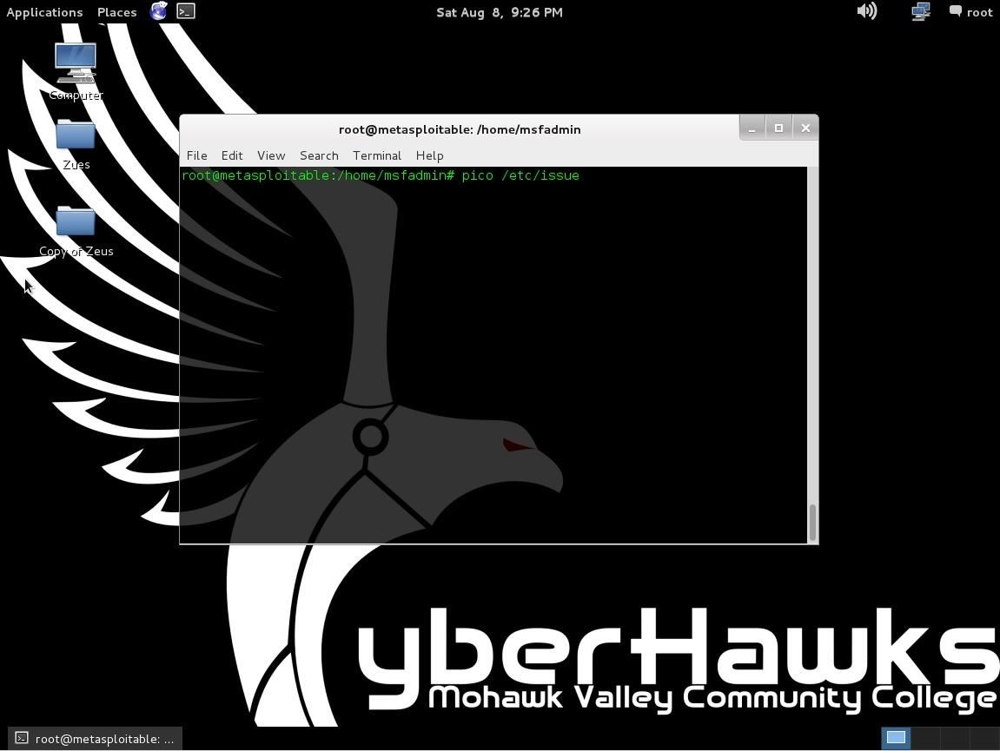 Applications Places
Sat Aug 8, 9:26 PM
root
Computer
Zues
Copy of Zeus
root@metasploitable: /home/msfadmin
File Edit View Search Terminal Help
root@metasploitable:/home/msfadmin# pico /etc/issue
yberHawks
Mohawk Valley Community College
root@metasploitable: ...